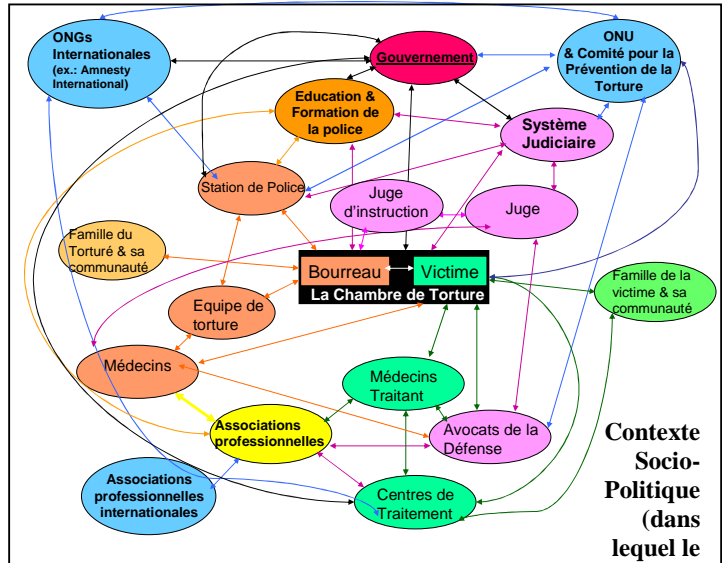 ONGs
Internationales
(ex.: Amnesty
International)
Gouvernement
ONU
& Comité pour la
Prévention de la
Torture
Education &
Formation de
la police
Système
Judiciaire
Station de Police
Juge
d'instruction
Juge
Famille du
Torturé & sa
communauté
Bourreau
Victime
La Chambre de Torture
Famille de la
victime & sa
communauté
Equipe de
torture
Médecins
Médecins
Traitant
Associations
professionnelles
Avocats de la
Défense
Associations
professionnelles
internationales
Centres de
Traitement
Contexte
Socio-
Politique
(dans
lequel le